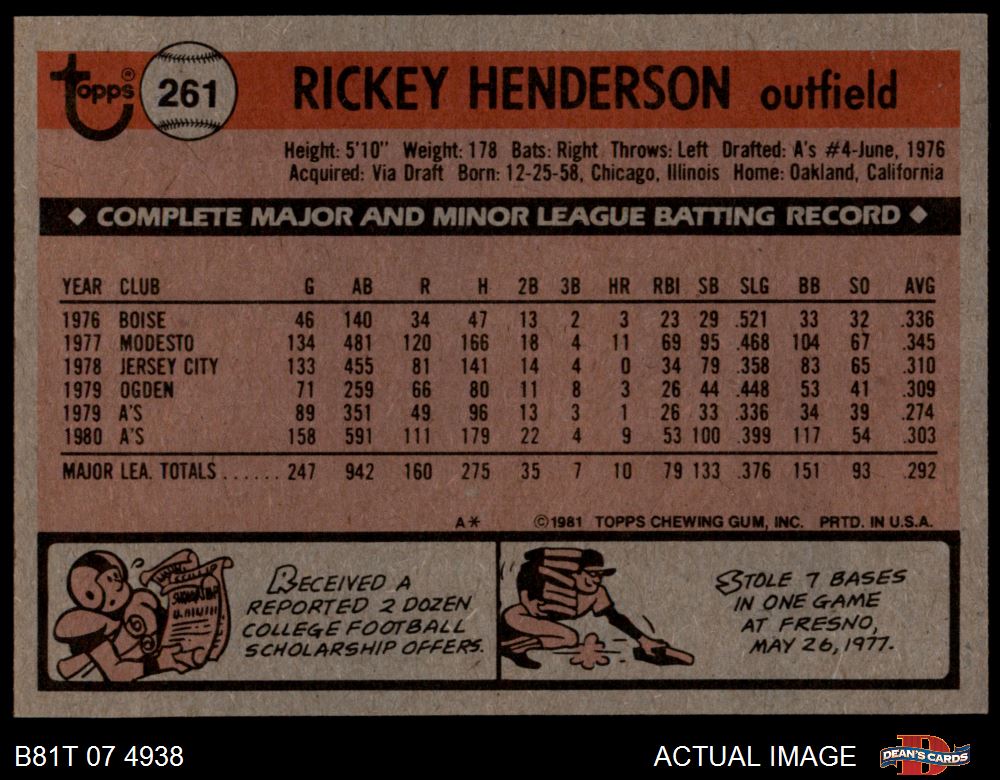 Topps® 261 RICKEY HENDERSON outfield
Height: 5'10" Weight: 178 Bats: Right Throws: Left Drafted: A's #4-June, 1976
Acquired: Via Draft Born: 12-25-58, Chicago, Illinois Home: Oakland, California
◆ COMPLETE MAJOR AND MINOR LEAGUE BATTING RECORD ◆
YEAR CLUB G AB R H 2B 3B HR RBI SB SLG BB SO AVG
1976 BOISE 46 140 34 47 13 2 3 23 29 .521 33 32 .336
1977 MODESTO 134 481 120 166 18 4 11 69 95 .468 104 67 .345
1978 JERSEY CITY 133 455 81 141 14 4 0 34 79 .358 83 65 .310
1979 OGDEN 71 259 66 80 11 8 3 26 44 .448 53 41 .309
1979 A'S 89 351 49 96 13 3 1 26 33 .336 34 39 .274
1980 A'S 158 591 111 179 22 4 9 53 100 .399 117 54 .303
MAJOR LEA. TOTALS ...... 247 942 160 275 35 7 10 79 133 .376 151 93 .292
A* ©1981 TOPPS CHEWING GUM, INC. PRTD. IN U.S.A.
RECEIVED A
REPORTED 2 DOZEN
COLLEGE FOOTBALL
SCHOLARSHIP OFFERS.
STOLE 7 BASES
IN ONE GAME
AT FRESNO,
MAY 26, 1977.
B81T 07 4938 ACTUAL IMAGE DEAN'S CARDS